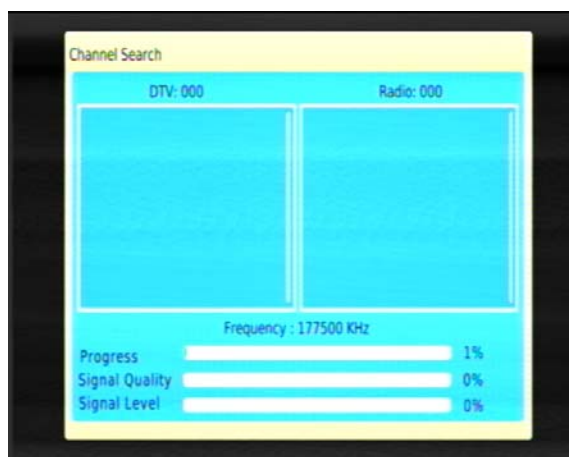 Channel Search
DTV: 000 Radio: 000
Frequency : 177500 KHz
Progress 1%
Signal Quality 0%
Signal Level 0%